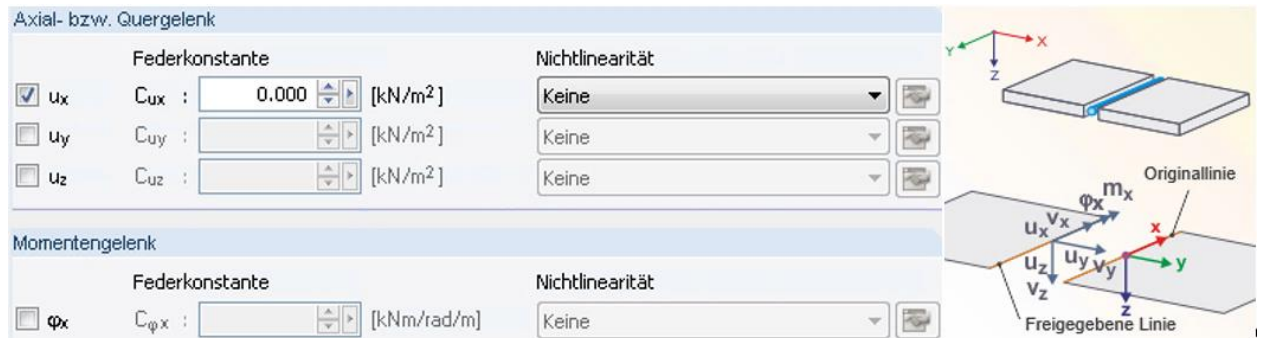 Axial- bzw. Quergelenk
Federkonstante Nichtlinearität
ux Cux : 0.000 [kN/m²] Keine
uy Cuy : [kN/m²] Keine
uz Cuz : [kN/m²] Keine
Momentengelenk
Federkonstante Nichtlinearität
φx Cφx : [kNm/rad/m] Keine
Y X
Z
Originallinie
φx mx
ux vx x
uz uy vy y
vz z
Freigegebene Linie